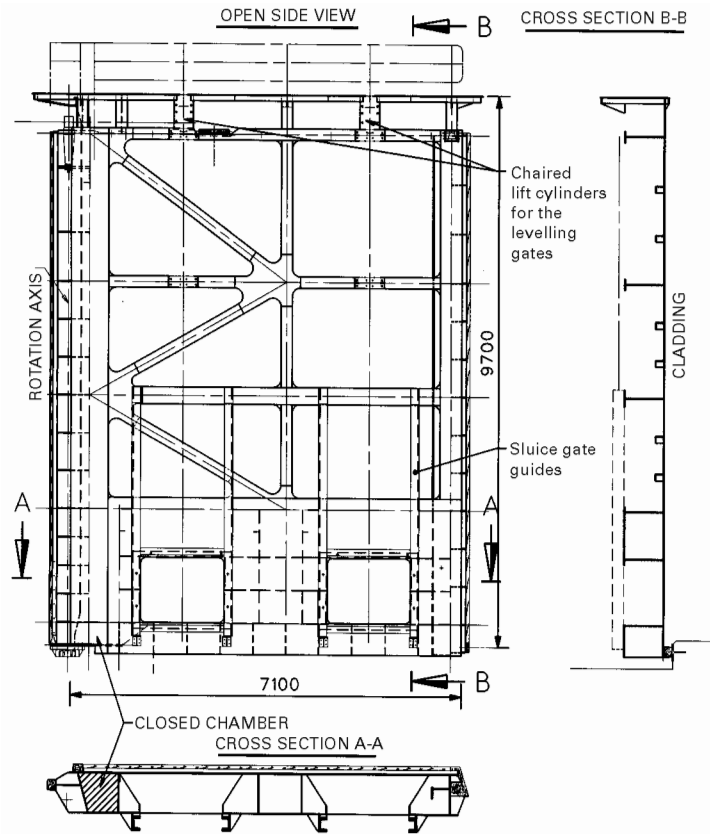 OPEN SIDE VIEW
B
CROSS SECTION B-B
Chaired
lift cylinders
for the
levelling
gates
ROTATION AXIS
9700
CLADDING
Sluice gate
guides
A
A
7100
B
CLOSED CHAMBER
CROSS SECTION A-A